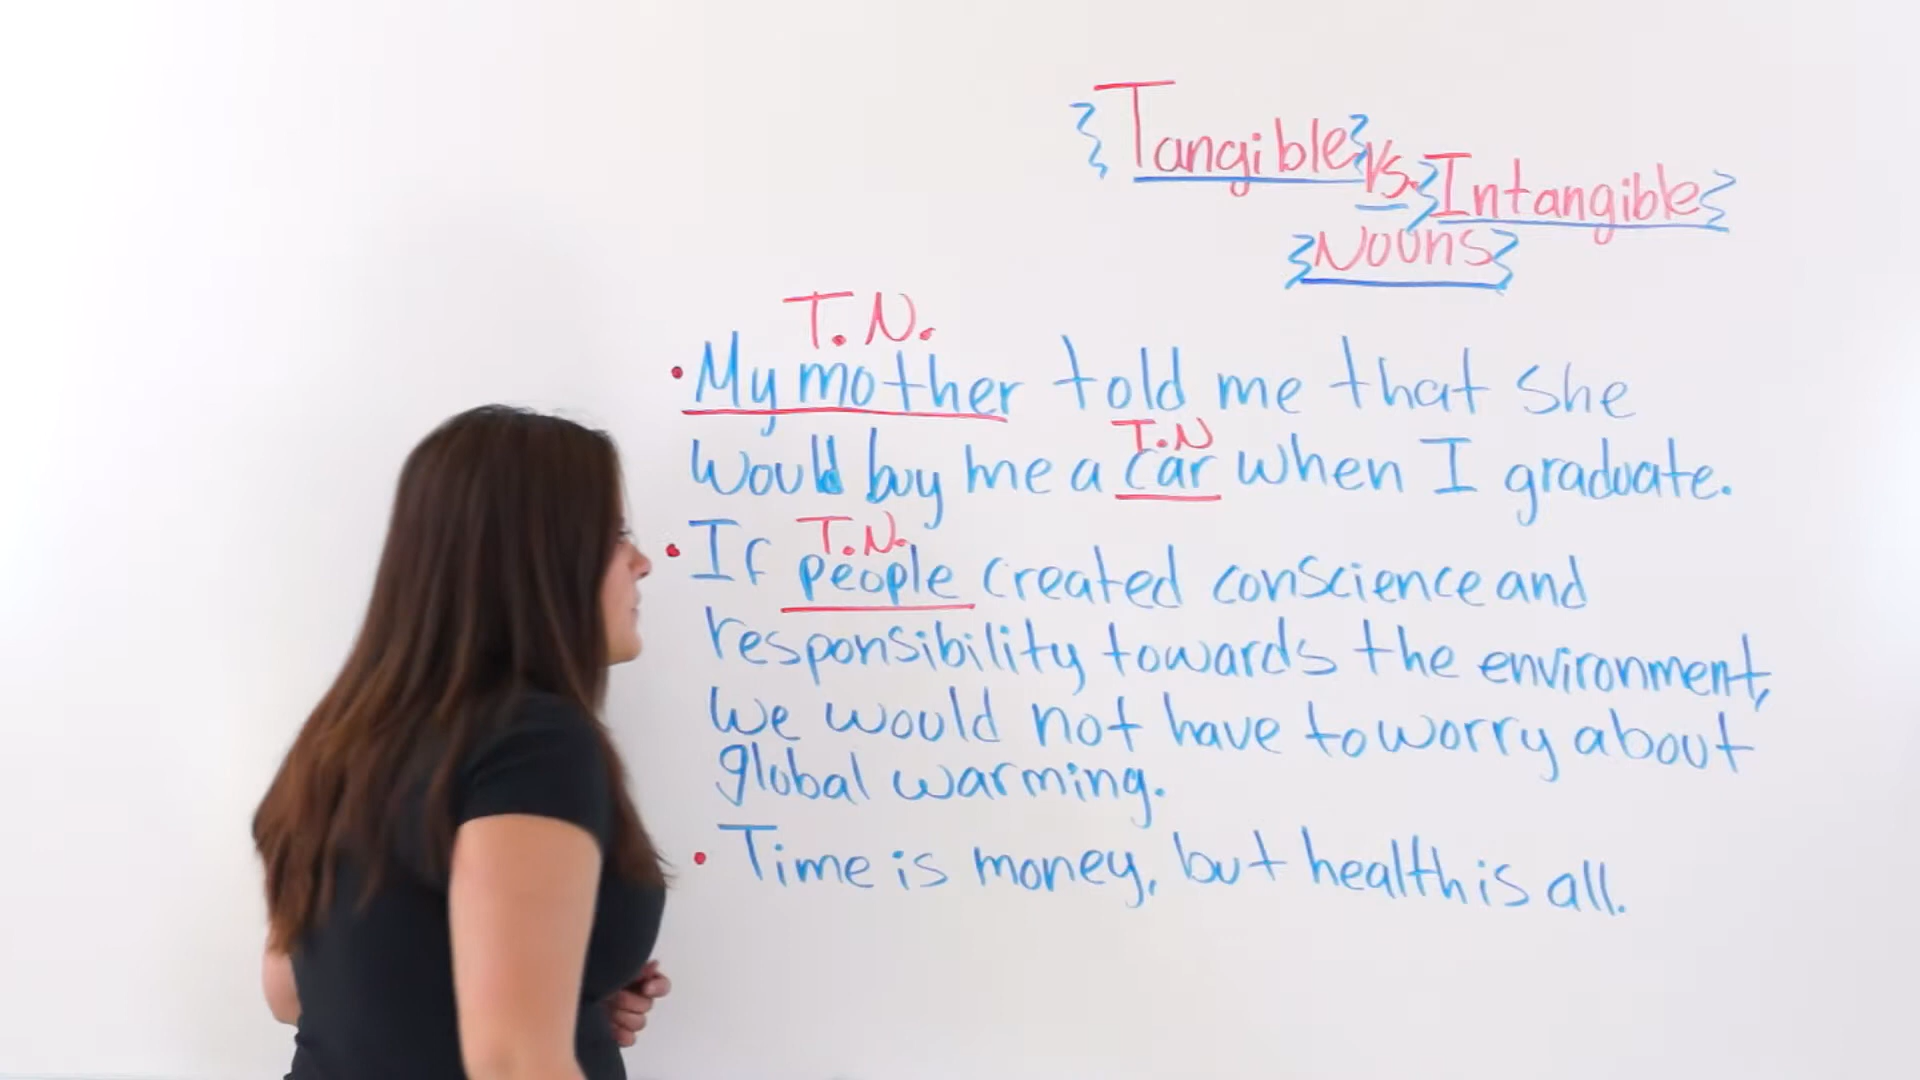 Tangible vs. Intangible
Nouns
T.N.
My mother told me that she
T.N
would buy me a car when I graduate.
T.N.
If people created conscience and
responsibility towards the environment,
we would not have to worry about
global warming.
Time is money, but health is all.